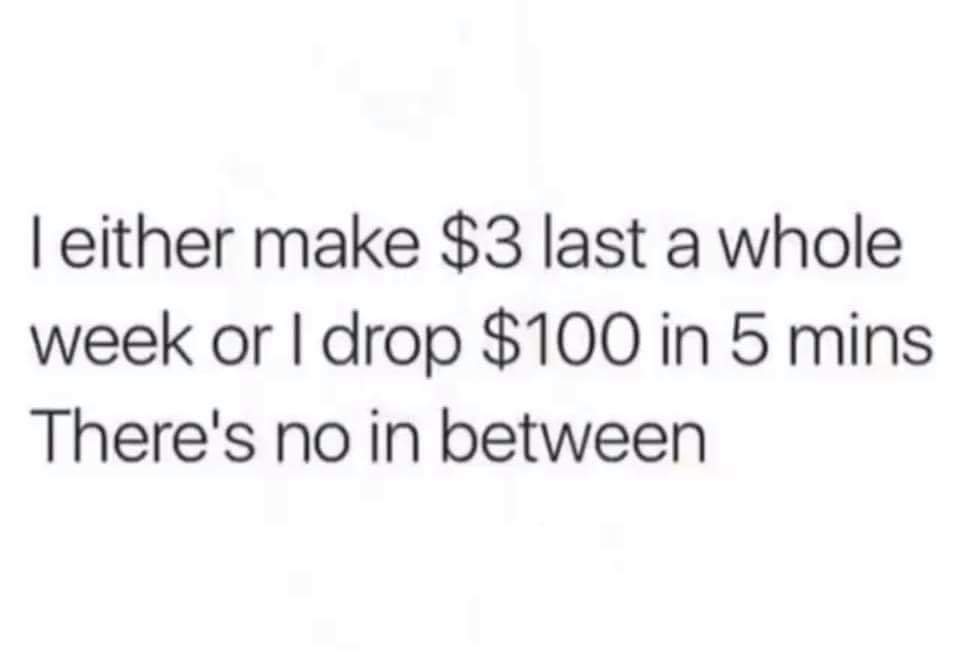 I either make $3 last a whole
week or I drop $100 in 5 mins
There's no in between